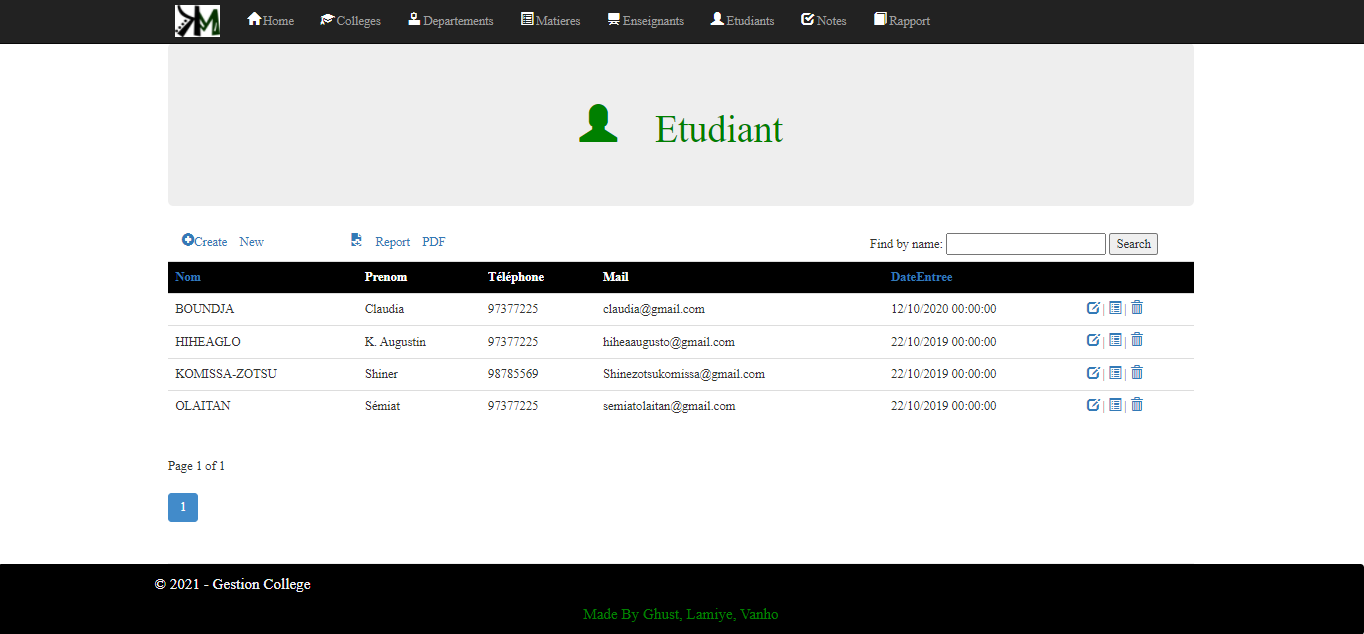 KM Home Colleges Departements Matieres Enseignants Etudiants Notes Rapport
Etudiant
Create New Report PDF Find by name: Search
Nom Prenom Téléphone Mail DateEntree
BOUNDJA Claudia 97377225 claudia@gmail.com 12/10/2020 00:00:00 | |
HIHEAGLO K. Augustin 97377225 hiheaaugusto@gmail.com 22/10/2019 00:00:00 | |
KOMISSA-ZOTSU Shiner 98785569 Shinezotsukomissa@gmail.com 22/10/2019 00:00:00 | |
OLAITAN Sémiat 97377225 semiatolaitan@gmail.com 22/10/2019 00:00:00 | |
Page 1 of 1
1
© 2021 - Gestion College
Made By Ghust, Lamiye, Vanho